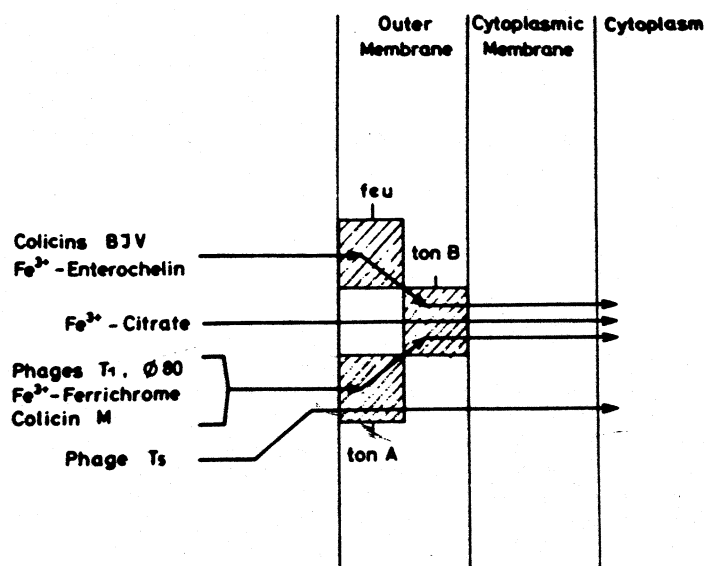 Outer Membrane
Cytoplasmic Membrane
Cytoplasm
feu
ton B
Colicins B I V
Fe³⁺-Enterochelin
Fe³⁺-Citrate
Phages T1, Ø80
Fe³⁺-Ferrichrome
Colicin M
Phage T5
ton A